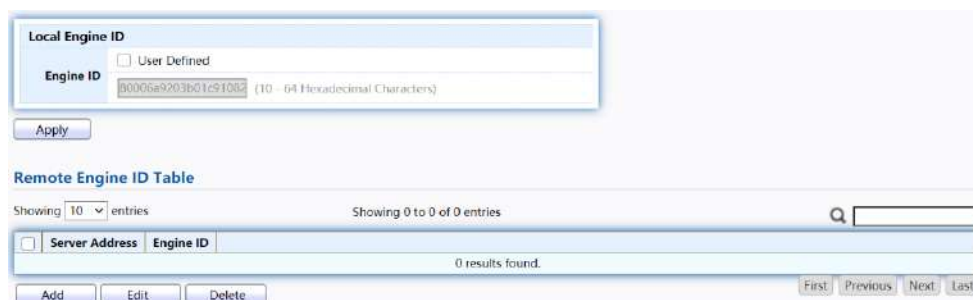 Local Engine ID
Engine ID
User Defined
80006a9203b01c91082 (10 - 64 Hexadecimal Characters)
Apply
Remote Engine ID Table
Showing 10 entries
Showing 0 to 0 of 0 entries
Server Address Engine ID
0 results found.
Add Edit Delete
First Previous Next Last